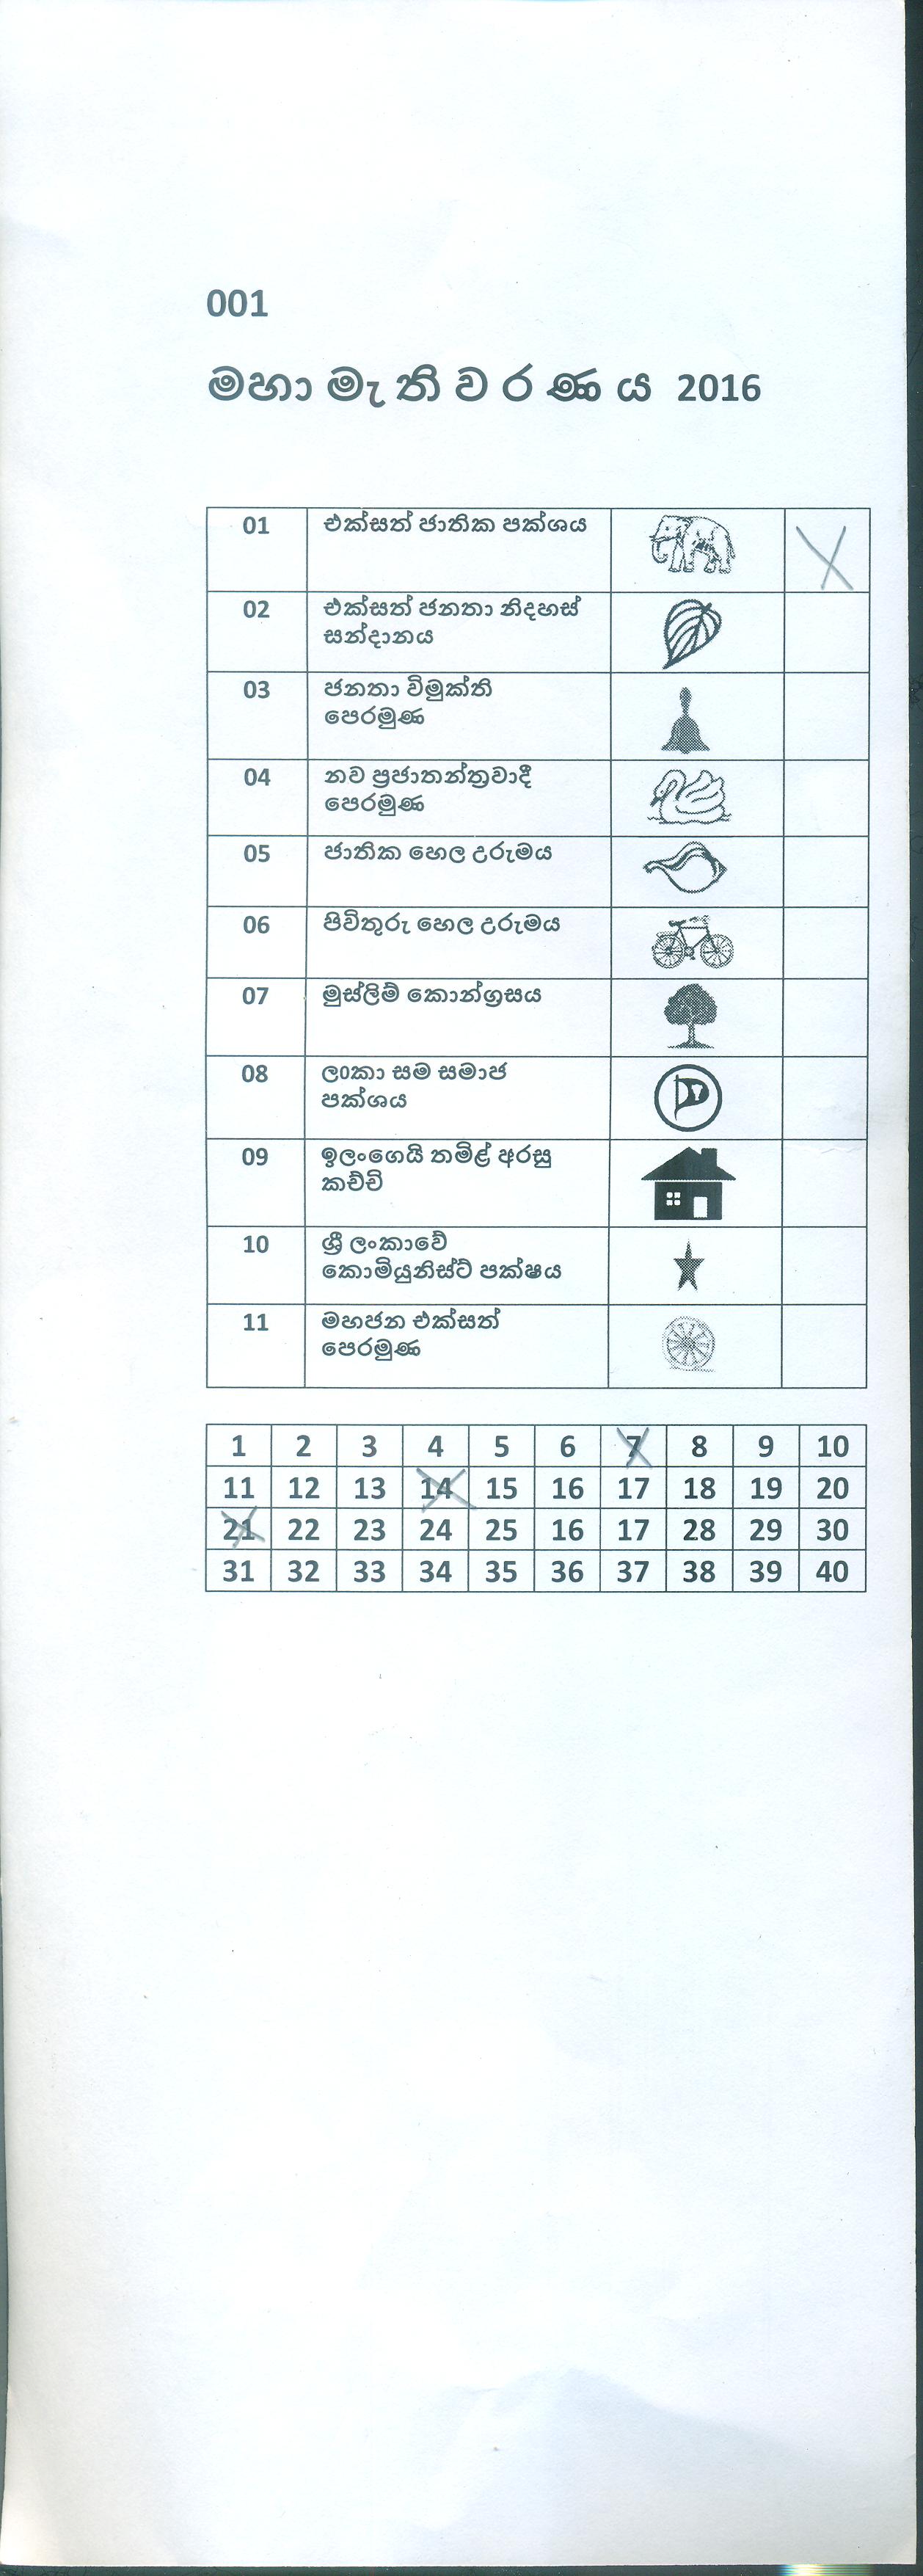 001
මහා මැ ති ව ර ණ ය 2016
01 එක්සත් ජාතික පක්ශය X
02 එක්සත් ජනතා නිදහස්
සන්දානය
03 ජනතා විමුක්ති
පෙරමුණ
04 නව ප්‍රජාතන්ත්‍රවාදී
පෙරමුණ
05 ජාතික හෙල උරුමය
06 පිවිතුරු හෙල උරුමය
07 මුස්ලිම් කොන්ග්‍රසය
08 ල0කා සම සමාජ
පක්ශය
09 ඉලංගෙයි තමිළ් අරසු
කච්චි
10 ශ්‍රී ලංකාවේ
කොමියුනිස්ට් පක්ෂය
11 මහජන එක්සත්
පෙරමුණ
1 2 3 4 5 6 7 8 9 10
11 12 13 14 15 16 17 18 19 20
21 22 23 24 25 16 17 28 29 30
31 32 33 34 35 36 37 38 39 40